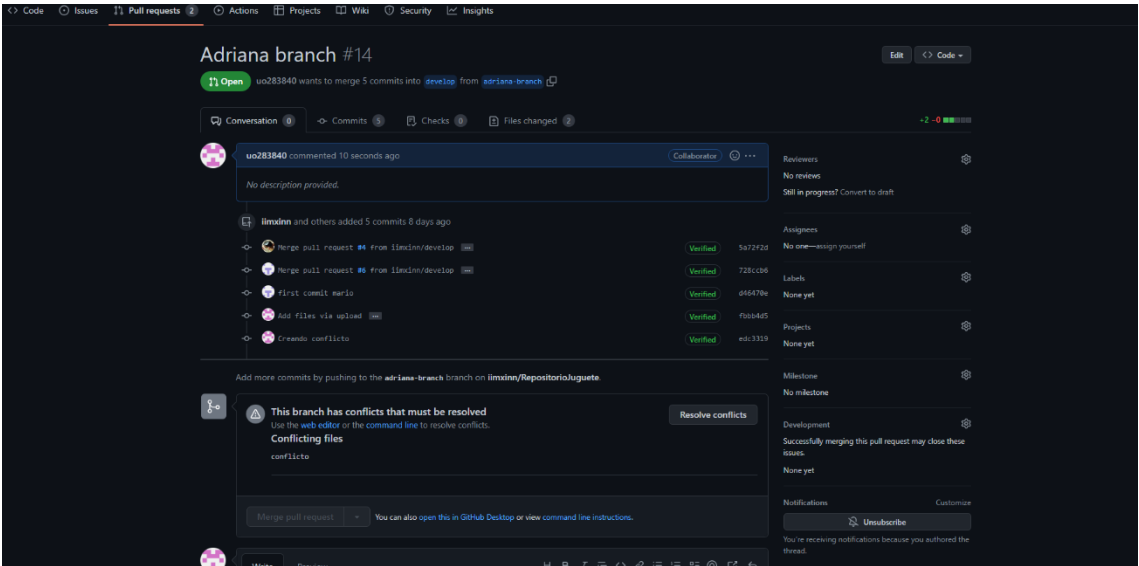 Code Issues Pull requests 2 Actions Projects Wiki Security Insights
Adriana branch #14
Edit <> Code
Open uo283840 wants to merge 5 commits into develop from adriana-branch
Conversation 0 Commits 5 Checks 0 Files changed 2 +2 −0
uo283840 commented 10 seconds ago Collaborator ...
No description provided.
iimxinn and others added 5 commits 8 days ago
Merge pull request #4 from iimxinn/develop ... Verified 5a72f2d
Merge pull request #6 from iimxinn/develop ... Verified 728ccb6
first commit mario Verified d46470e
Add files via upload ... Verified fbbb4d5
Creando conflicto Verified edc3319
Add more commits by pushing to the adriana-branch branch on iimxinn/RepositorioJuguete.
This branch has conflicts that must be resolved
Use the web editor or the command line to resolve conflicts.
Resolve conflicts
Conflicting files
conflicto
Merge pull request You can also open this in GitHub Desktop or view command line instructions.
Write Preview
Reviewers
No reviews
Still in progress? Convert to draft
Assignees
No one—assign yourself
Labels
None yet
Projects
None yet
Milestone
No milestone
Development
Successfully merging this pull request may close these
issues.
None yet
Notifications Customize
Unsubscribe
You're receiving notifications because you authored the
thread.